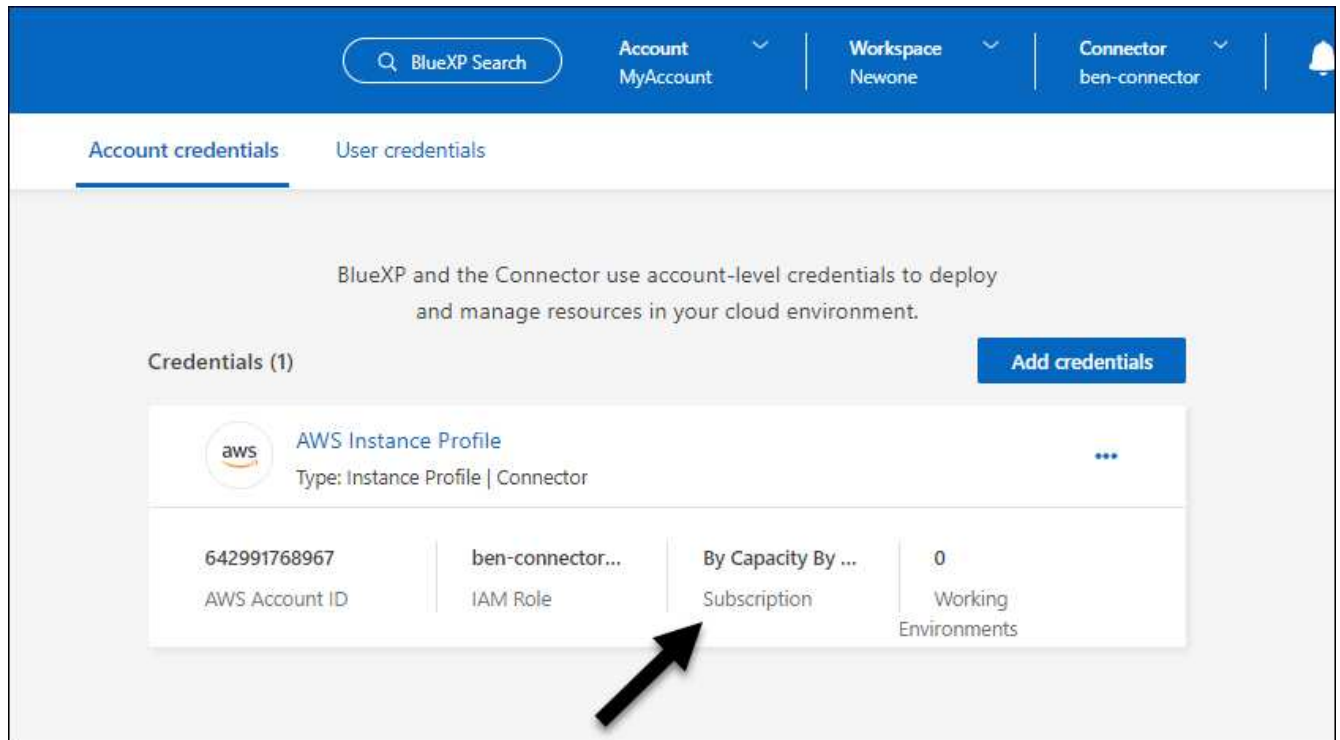 BlueXP Search
Account
MyAccount
Workspace
Newone
Connector
ben-connector
Account credentials
User credentials
BlueXP and the Connector use account-level credentials to deploy
and manage resources in your cloud environment.
Credentials (1)
Add credentials
aws
AWS Instance Profile
Type: Instance Profile | Connector
642991768967
AWS Account ID
ben-connector...
IAM Role
By Capacity By ...
Subscription
0
Working
Environments